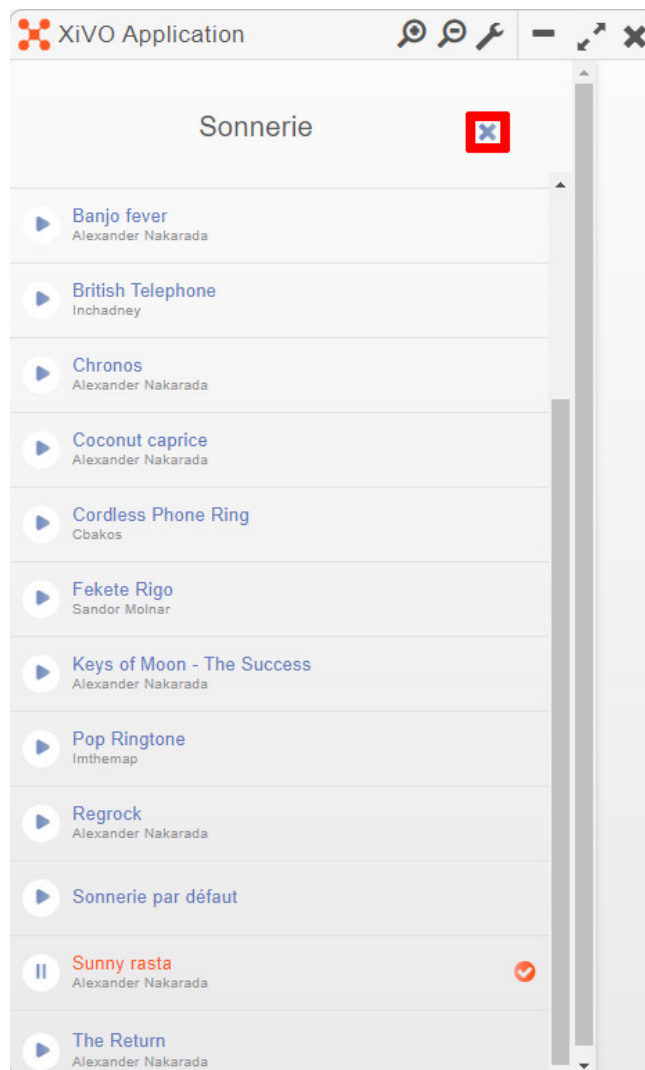 XiVO Application
Sonnerie
Banjo fever
Alexander Nakarada
British Telephone
Inchadney
Chronos
Alexander Nakarada
Coconut caprice
Alexander Nakarada
Cordless Phone Ring
Cbakos
Fekete Rigo
Sandor Molnar
Keys of Moon - The Success
Alexander Nakarada
Pop Ringtone
Imthemap
Regrock
Alexander Nakarada
Sonnerie par défaut
Sunny rasta
Alexander Nakarada
The Return
Alexander Nakarada